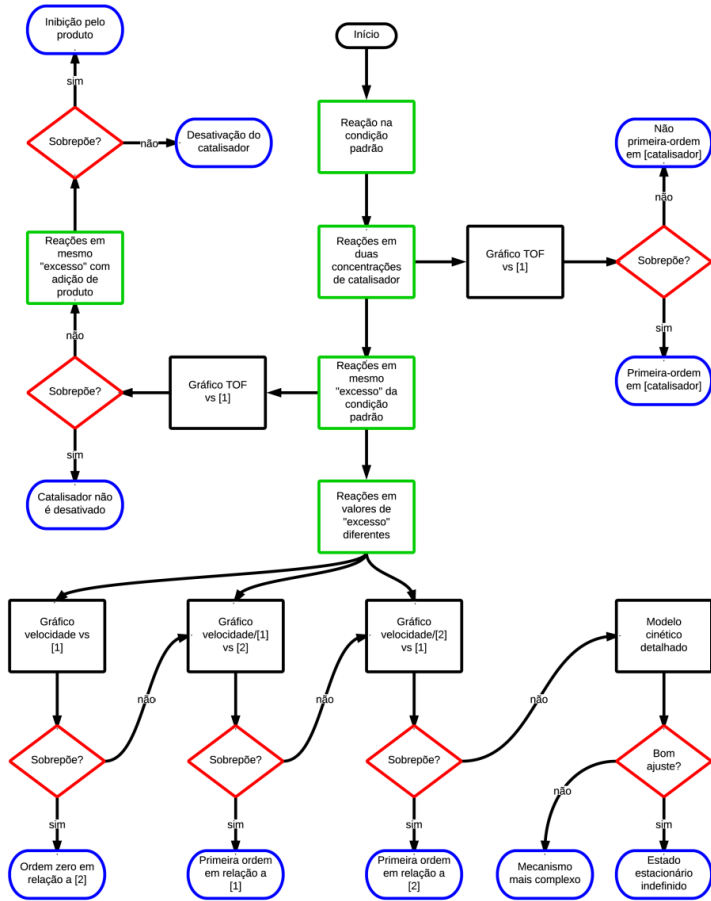 Inibição pelo
produto
Início
sim
Reação na
condição
padrão
Sobrepõe?
não
Desativação do
catalisador
Não
primeira-ordem
em [catalisador]
não
Reações em
mesmo
"excesso" com
adição de
produto
Reações em
duas
concentrações
de catalisador
Gráfico TOF
vs [1]
Sobrepõe?
não
sim
Sobrepõe?
Gráfico TOF
vs [1]
Reações em
mesmo
"excesso" da
condição
padrão
Primeira-ordem
em [catalisador]
sim
Catalisador não
é desativado
Reações em
valores de
"excesso"
diferentes
Gráfico
velocidade vs
[1]
Gráfico
velocidade/[1]
vs [2]
Gráfico
velocidade/[2]
vs [1]
Modelo
cinético
detalhado
não
não
não
Sobrepõe?
Sobrepõe?
Sobrepõe?
Bom
ajuste?
não
sim
sim
sim
sim
Ordem zero em
relação a [2]
Primeira ordem
em relação a
[1]
Primeira ordem
em relação a
[2]
Mecanismo
mais complexo
Estado
estacionário
indefinido